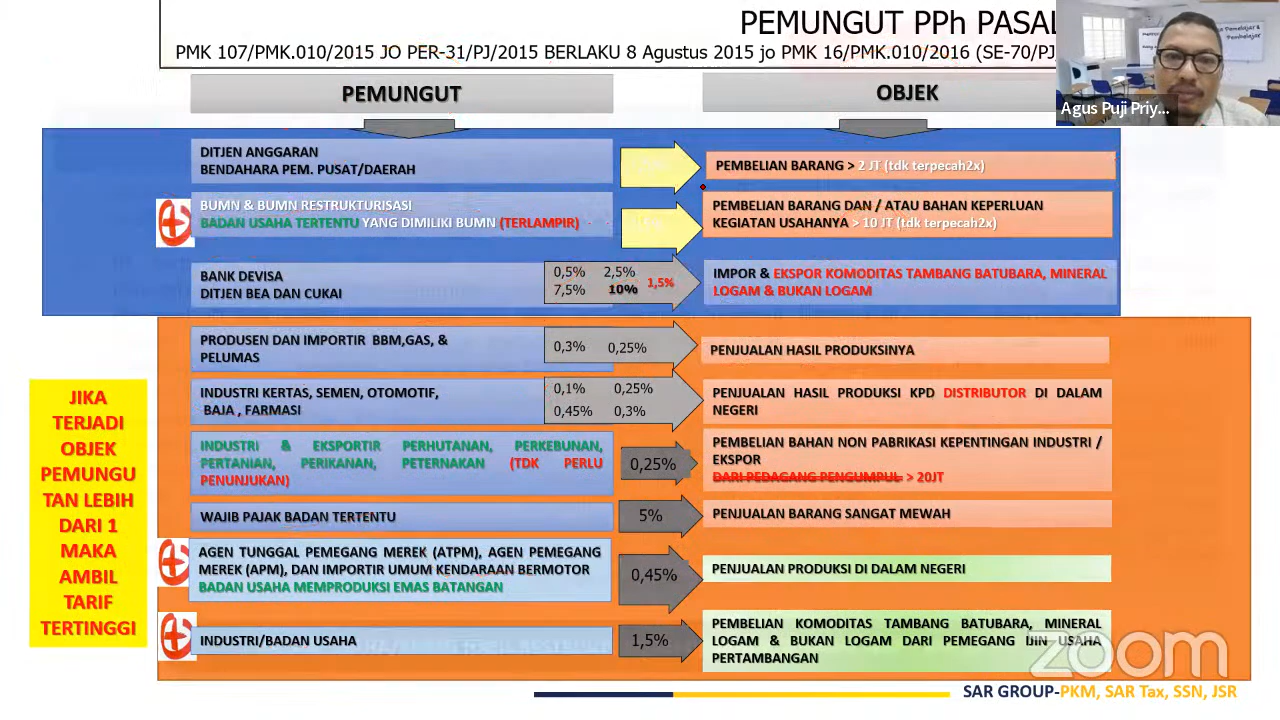 PEMUNGUT PPh PASAL
PMK 107/PMK.010/2015 JO PER-31/PJ/2015 BERLAKU 8 Agustus 2015 jo PMK 16/PMK.010/2016 (SE-70/PJ
Agus Puji Priy...
PEMUNGUT
OBJEK
DITJEN ANGGARAN
BENDAHARA PEM. PUSAT/DAERAH
PEMBELIAN BARANG > 2 JT (tdk terpecah2x)
BUMN & BUMN RESTRUKTURISASI
BADAN USAHA TERTENTU YANG DIMILIKI BUMN (TERLAMPIR)
PEMBELIAN BARANG DAN / ATAU BAHAN KEPERLUAN
KEGIATAN USAHANYA > 10 JT (tdk terpecah2x)
BANK DEVISA
DITJEN BEA DAN CUKAI
0,5% 2,5%
7,5% 10% 1,5%
IMPOR & EKSPOR KOMODITAS TAMBANG BATUBARA, MINERAL
LOGAM & BUKAN LOGAM
PRODUSEN DAN IMPORTIR BBM,GAS, &
PELUMAS
0,3% 0,25%
PENJUALAN HASIL PRODUKSINYA
INDUSTRI KERTAS, SEMEN, OTOMOTIF,
BAJA , FARMASI
0,1% 0,25%
0,45% 0,3%
PENJUALAN HASIL PRODUKSI KPD DISTRIBUTOR DI DALAM
NEGERI
INDUSTRI & EKSPORTIR PERHUTANAN, PERKEBUNAN,
PERTANIAN, PERIKANAN, PETERNAKAN (TDK PERLU
PENUNJUKAN)
0,25%
PEMBELIAN BAHAN NON PABRIKASI KEPENTINGAN INDUSTRI /
EKSPOR
DARI PEDAGANG PENGUMPUL > 20JT
WAJIB PAJAK BADAN TERTENTU
5%
PENJUALAN BARANG SANGAT MEWAH
AGEN TUNGGAL PEMEGANG MEREK (ATPM), AGEN PEMEGANG
MEREK (APM), DAN IMPORTIR UMUM KENDARAAN BERMOTOR
BADAN USAHA MEMPRODUKSI EMAS BATANGAN
0,45%
PENJUALAN PRODUKSI DI DALAM NEGERI
INDUSTRI/BADAN USAHA
1,5%
PEMBELIAN KOMODITAS TAMBANG BATUBARA, MINERAL
LOGAM & BUKAN LOGAM DARI PEMEGANG IJIN USAHA
PERTAMBANGAN
JIKA
TERJADI
OBJEK
PEMUNGU
TAN LEBIH
DARI 1
MAKA
AMBIL
TARIF
TERTINGGI
zoom
SAR GROUP-PKM, SAR Tax, SSN, JSR